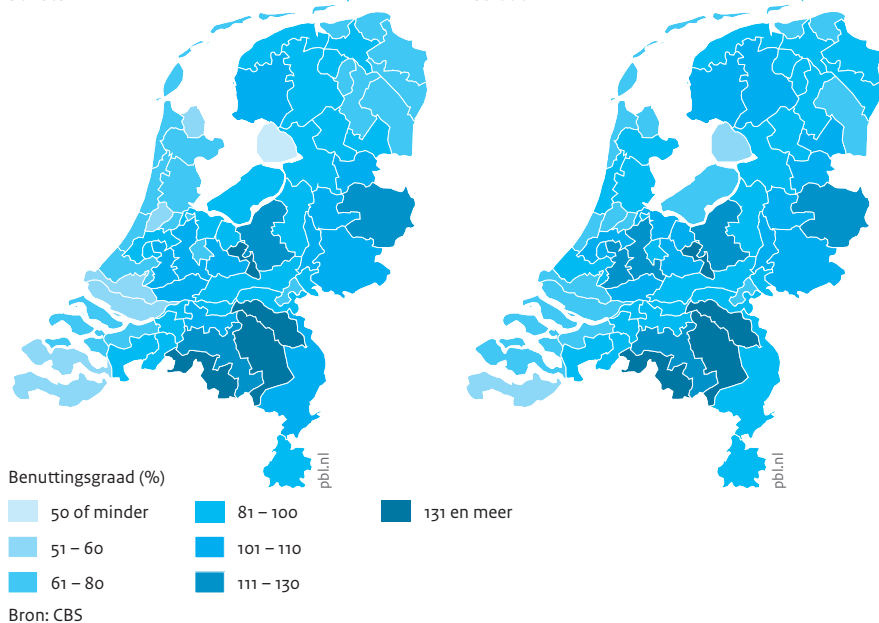 pbl.nl
pbl.nl
Benuttingsgraad (%)
50 of minder
81 – 100
131 en meer
51 – 60
101 – 110
61 – 80
111 – 130
Bron: CBS